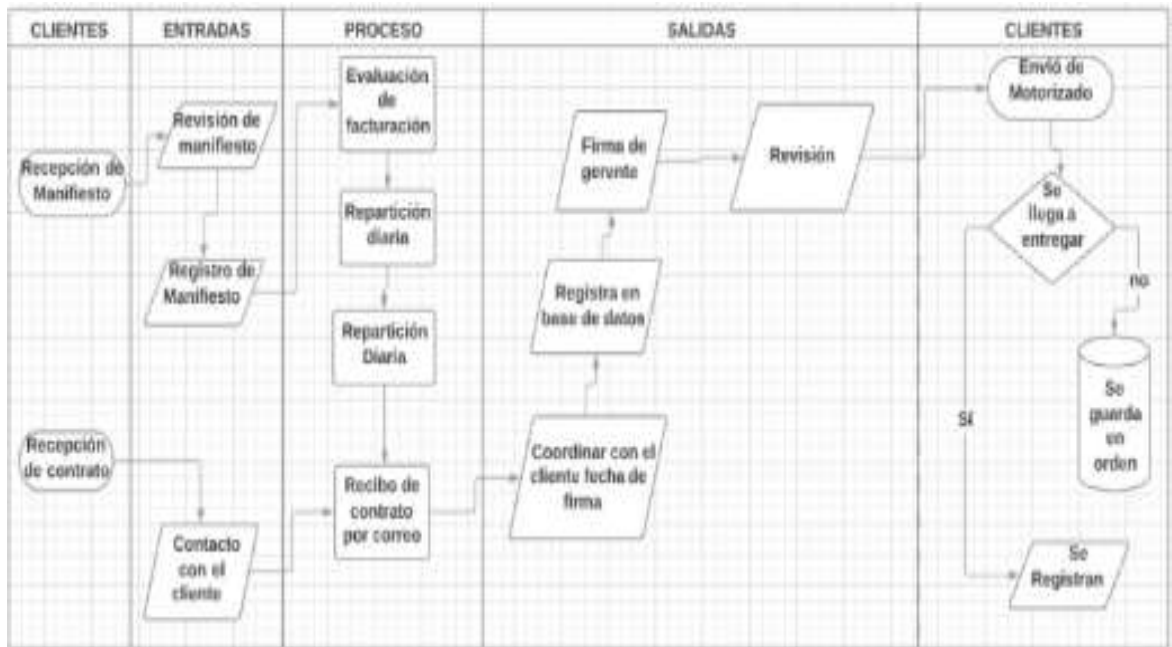 CLIENTES
ENTRADAS
PROCESO
SALIDAS
CLIENTES
Recepción de
Manifiesto
Revisión de
manifiesto
Registro de
Manifiesto
Evaluación
de
facturación
Repartición
diaria
Repartición
Diaria
Recepción
de contrato
Contacto
con el
cliente
Recibo de
contrato
por correo
Coordinar con el
cliente fecha de
firma
Registra en
base de datos
Firma de
gerente
Revisión
Envió de
Motorizado
Se
llega a
entregar
no
Se
guarda
en
orden
Sí
Se
Registran